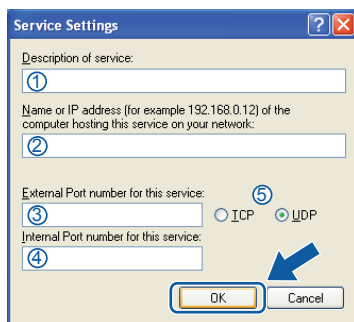 Service Settings
Description of service:
①
Name or IP address (for example 192.168.0.12) of the
computer hosting this service on your network:
②
External Port number for this service:
⑤
③
TCP
UDP
Internal Port number for this service:
④
OK
Cancel